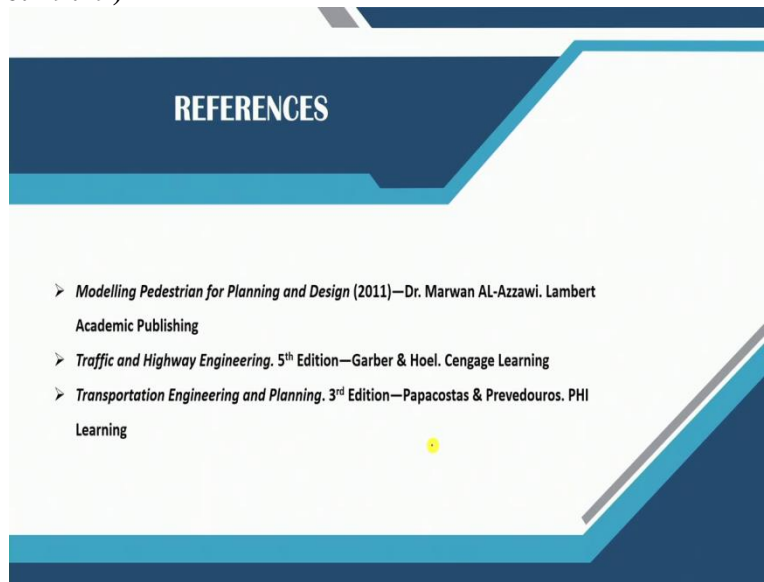 REFERENCES
➢ Modelling Pedestrian for Planning and Design (2011)—Dr. Marwan AL-Azzawi. Lambert
Academic Publishing
➢ Traffic and Highway Engineering. 5th Edition—Garber & Hoel. Cengage Learning
➢ Transportation Engineering and Planning. 3rd Edition—Papacostas & Prevedouros. PHI
Learning